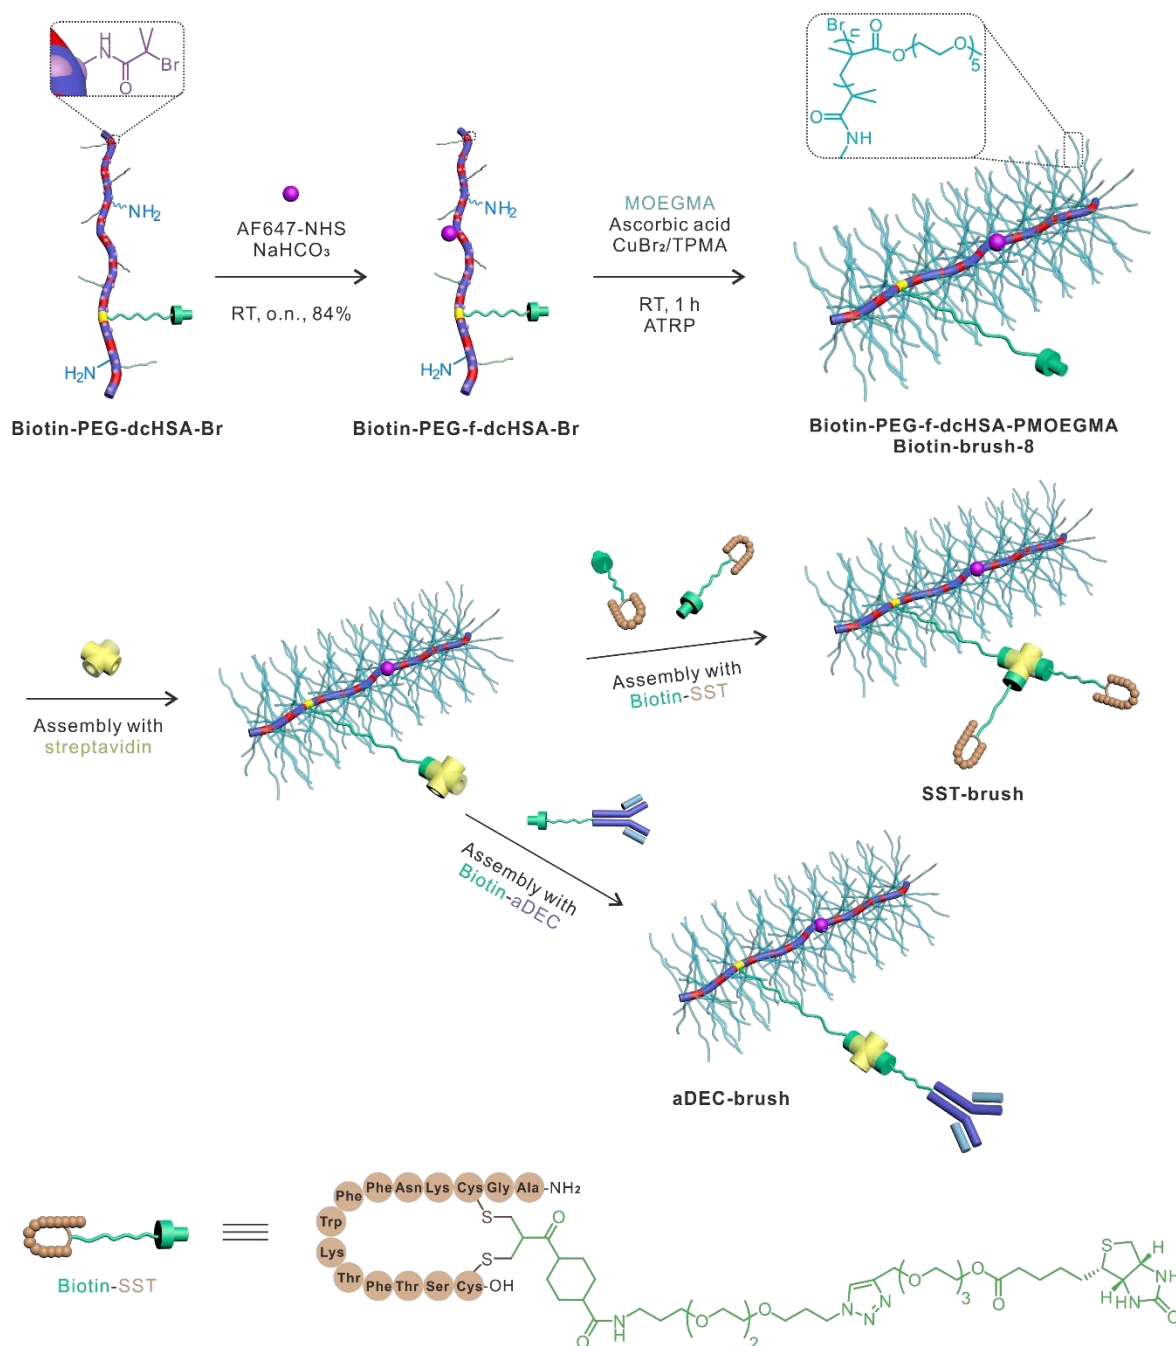 H
N
O
Br
Br
n
O
O
O
5
O
NH
NH₂
H₂N
AF647-NHS
NaHCO₃
RT, o.n., 84%
NH₂
H₂N
MOEGMA
Ascorbic acid
CuBr₂/TPMA
RT, 1 h
ATRP
Biotin-PEG-dcHSA-Br
Biotin-PEG-f-dcHSA-Br
Biotin-PEG-f-dcHSA-PMOEGMA
Biotin-brush-8
Assembly with
streptavidin
Assembly with
Biotin-SST
SST-brush
Assembly with
Biotin-aDEC
aDEC-brush
Biotin-SST
Phe Phe Asn Lys Cys Gly Ala-NH₂
Trp
Lys
Thr Phe Thr Ser Cys-OH
S
S
O
O
N
H
O
O
2
O
N
N
N
O
3
O
O
S
H
H
NH
HN
O